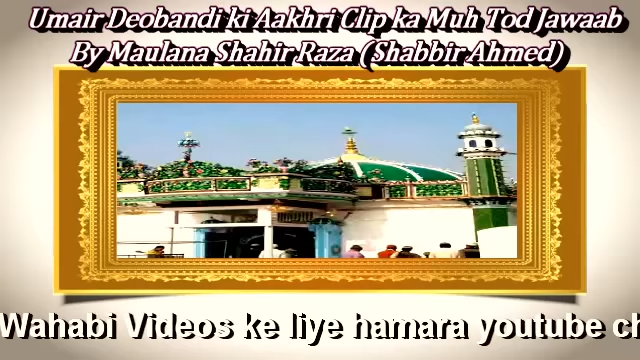 Umair Deobandi ki Aakhri Clip ka Muh Tod Jawaab
By Maulana Shahir Raza (Shabbir Ahmed)
Wahabi Videos ke liye hamara youtube ch